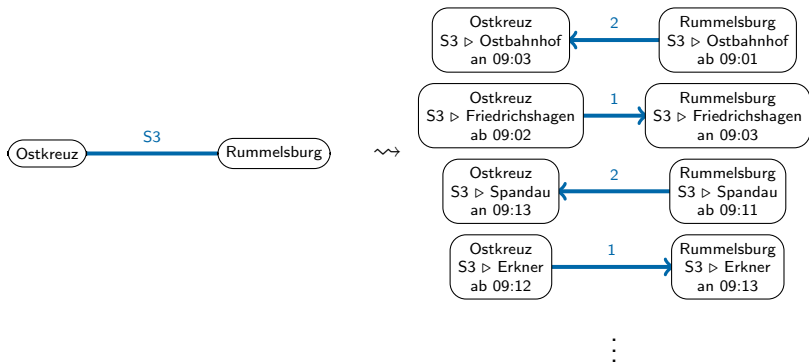 Ostkreuz
S3
Rummelsburg
⇝
Ostkreuz
S3 ▷ Ostbahnhof
an 09:03
2
Rummelsburg
S3 ▷ Ostbahnhof
ab 09:01
Ostkreuz
S3 ▷ Friedrichshagen
ab 09:02
1
Rummelsburg
S3 ▷ Friedrichshagen
an 09:03
Ostkreuz
S3 ▷ Spandau
an 09:13
2
Rummelsburg
S3 ▷ Spandau
ab 09:11
Ostkreuz
S3 ▷ Erkner
ab 09:12
1
Rummelsburg
S3 ▷ Erkner
an 09:13
⋮